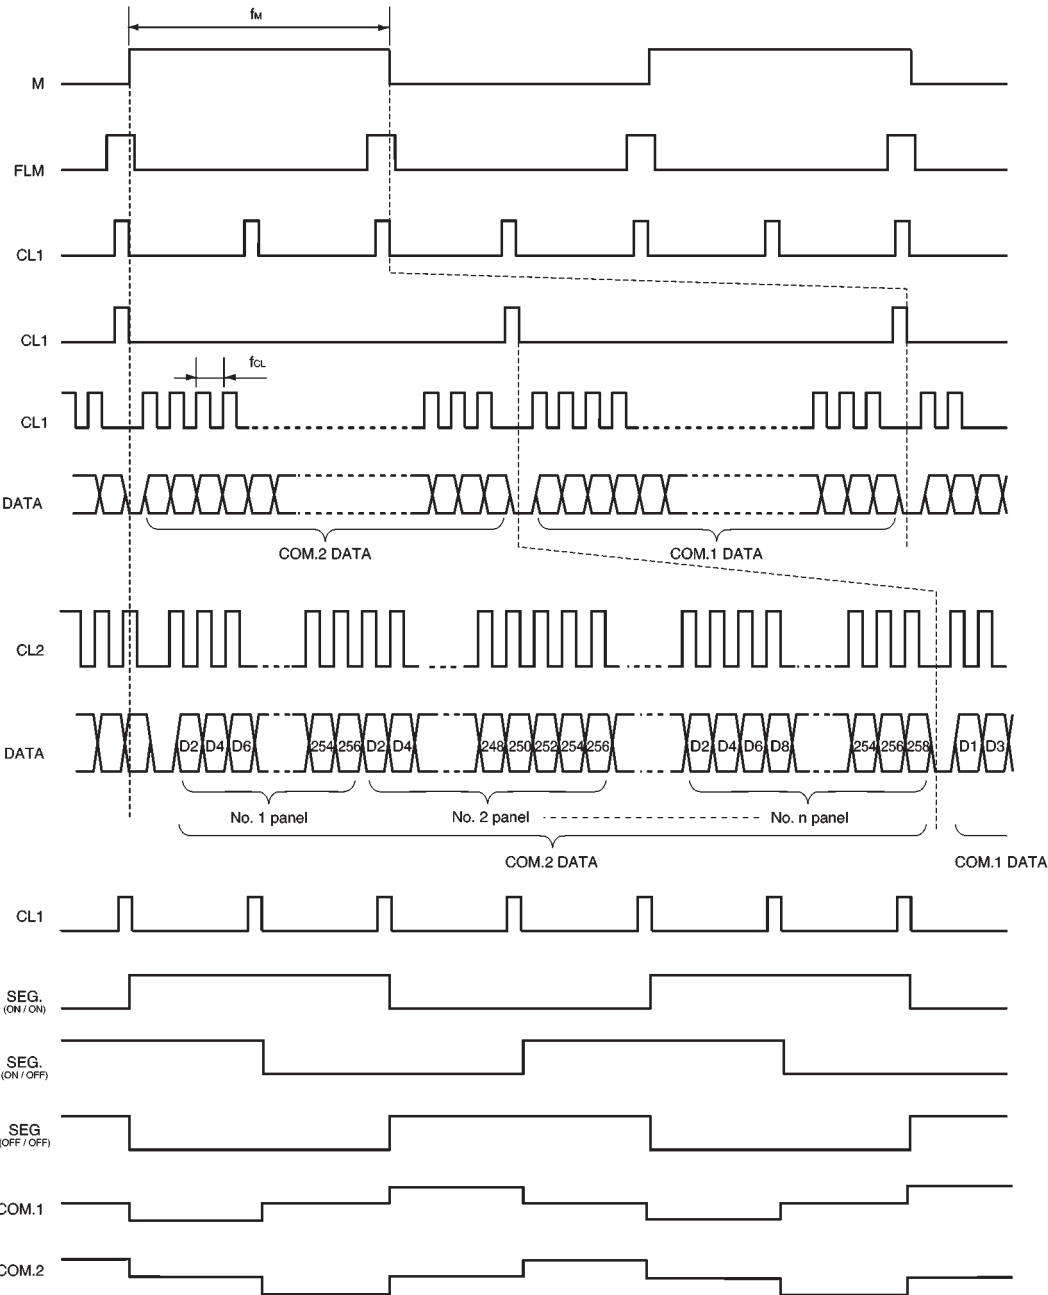 fM
M
FLM
CL1
CL1
fCL
CL1
DATA
COM.2 DATA
COM.1 DATA
CL2
DATA
D2 D4 D6 254 256 D2 D4 248 250 252 254 256 D2 D4 D6 D8 254 256 258 D1 D3
No. 1 panel
No. 2 panel
No. n panel
COM.2 DATA
COM.1 DATA
CL1
SEG.
(ON / ON)
SEG.
(ON / OFF)
SEG
(OFF / OFF)
COM.1
COM.2